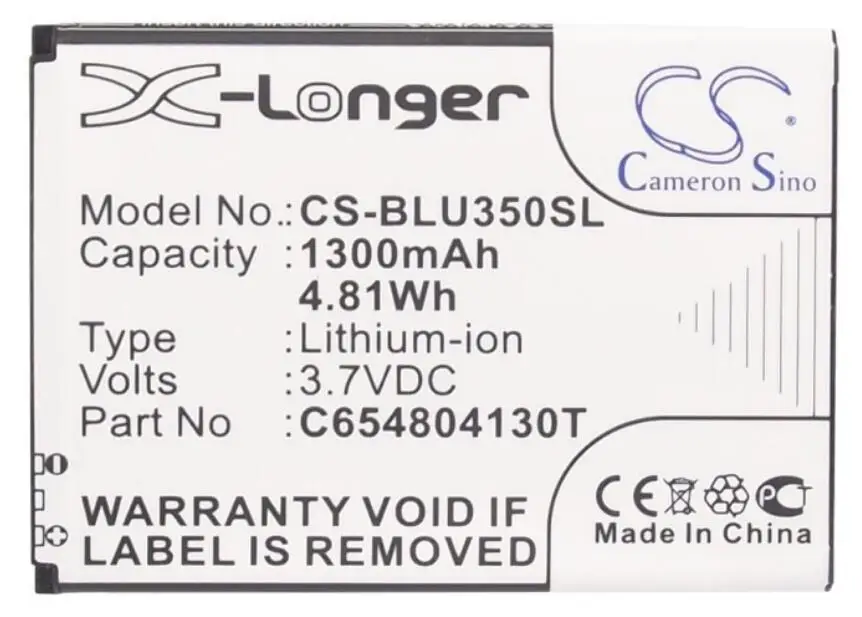 X-Longer
CS ®
Cameron Sino
Model No.: CS-BLU350SL
Capacity : 1300mAh
4.81Wh
Type : Lithium-ion
Volts : 3.7VDC
Part No : C654804130T
WARRANTY VOID IF
LABEL IS REMOVED
CE PCT
Made In China